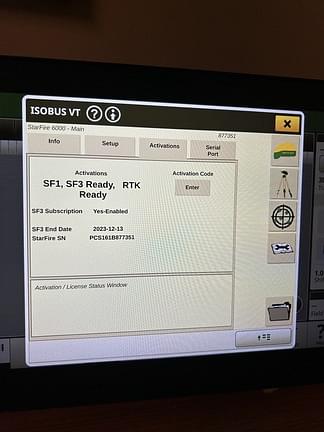 ISOBUS VT ? i
StarFire 6000 - Main
877351
Info
Setup
Activations
Serial
Port
Activations
Activation Code
SF1, SF3 Ready, RTK
Ready
Enter
SF3 Subscription Yes-Enabled
SF3 End Date 2023-12-13
StarFire SN PCS161B877351
Activation / License Status Window